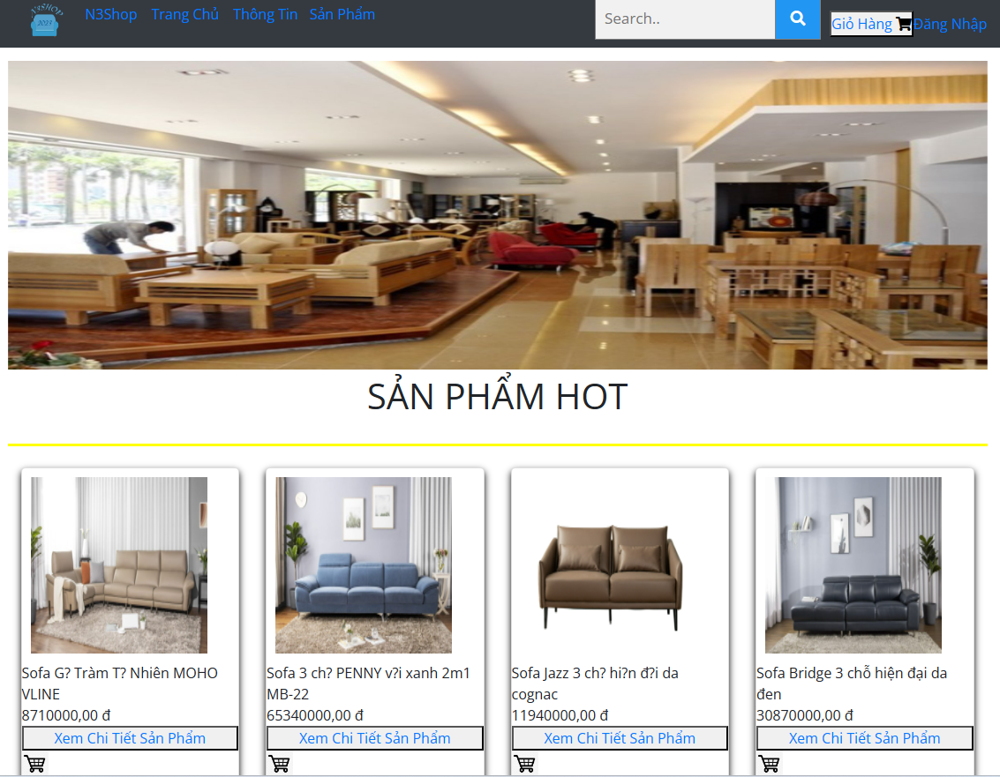 N3SHOP
2023
N3Shop Trang Chủ Thông Tin Sản Phẩm
Search..
Giỏ Hàng Đăng Nhập
SẢN PHẨM HOT
Sofa G? Tràm T? Nhiên MOHO
VLINE
8710000,00 đ
Xem Chi Tiết Sản Phẩm
Sofa 3 ch? PENNY v?i xanh 2m1
MB-22
65340000,00 đ
Xem Chi Tiết Sản Phẩm
Sofa Jazz 3 ch? hi?n đ?i da
cognac
11940000,00 đ
Xem Chi Tiết Sản Phẩm
Sofa Bridge 3 chỗ hiện đại da
đen
30870000,00 đ
Xem Chi Tiết Sản Phẩm